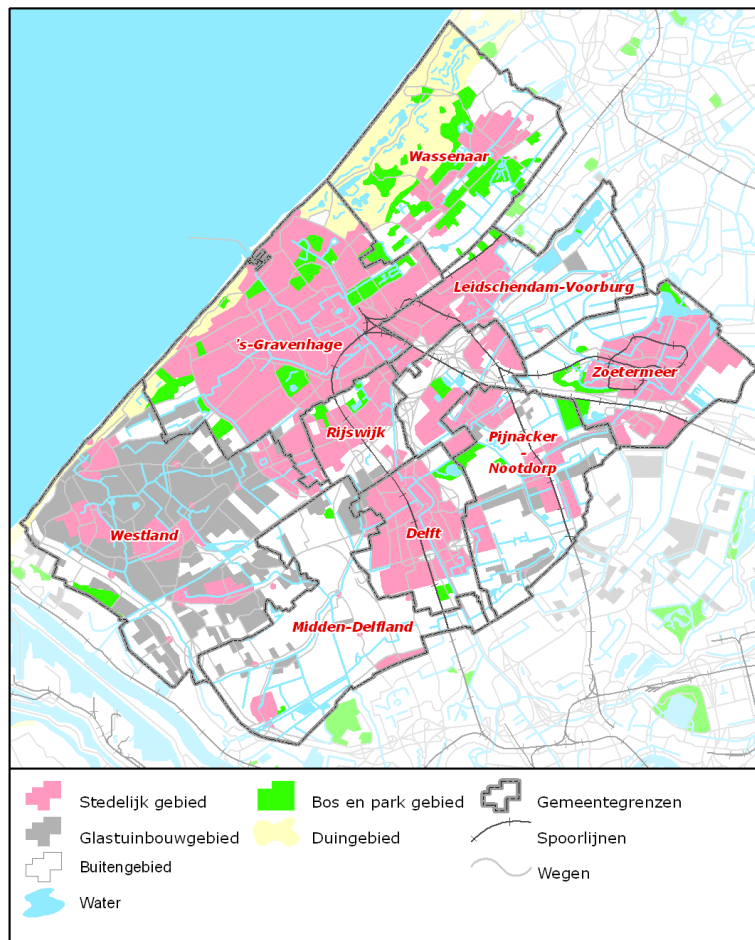 Wassenaar
Leidschendam-Voorburg
's-Gravenhage
Zoetermeer
Rijswijk
Pijnacker
-
Nootdorp
Westland
Delft
Midden-Delfland
Stedelijk gebied
Bos en park gebied
Gemeentegrenzen
Glastuinbouwgebied
Duingebied
Spoorlijnen
Buitengebied
Wegen
Water